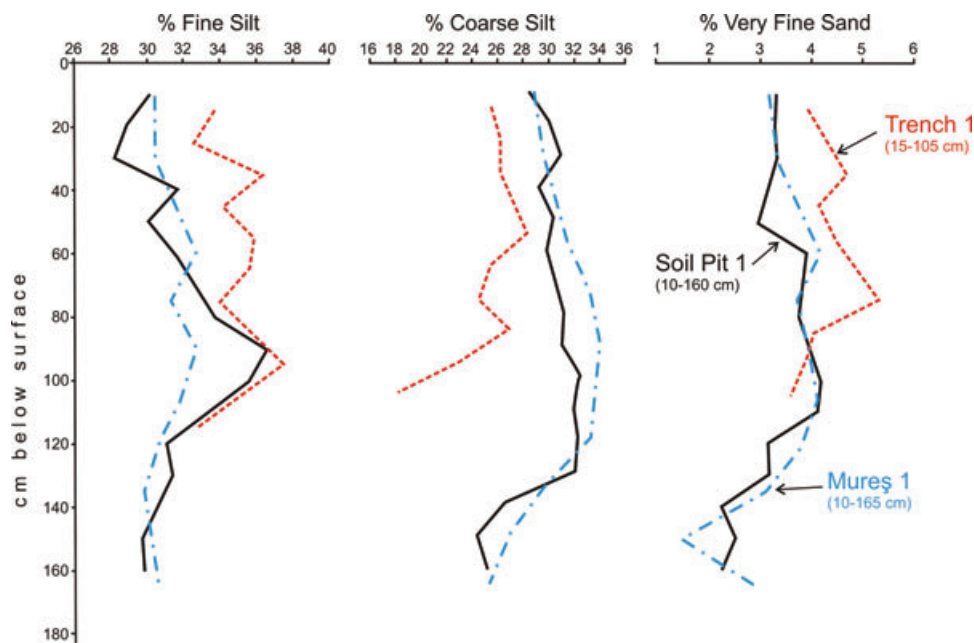 % Fine Silt
% Coarse Silt
% Very Fine Sand
26 28 30 32 34 36 38 40
16 18 20 22 24 26 28 30 32 34 36
1 2 3 4 5 6
0
20
40
60
80
100
120
140
160
180
cm below surface
Trench 1
(15-105 cm)
Soil Pit 1
(10-160 cm)
Mureş 1
(10-165 cm)